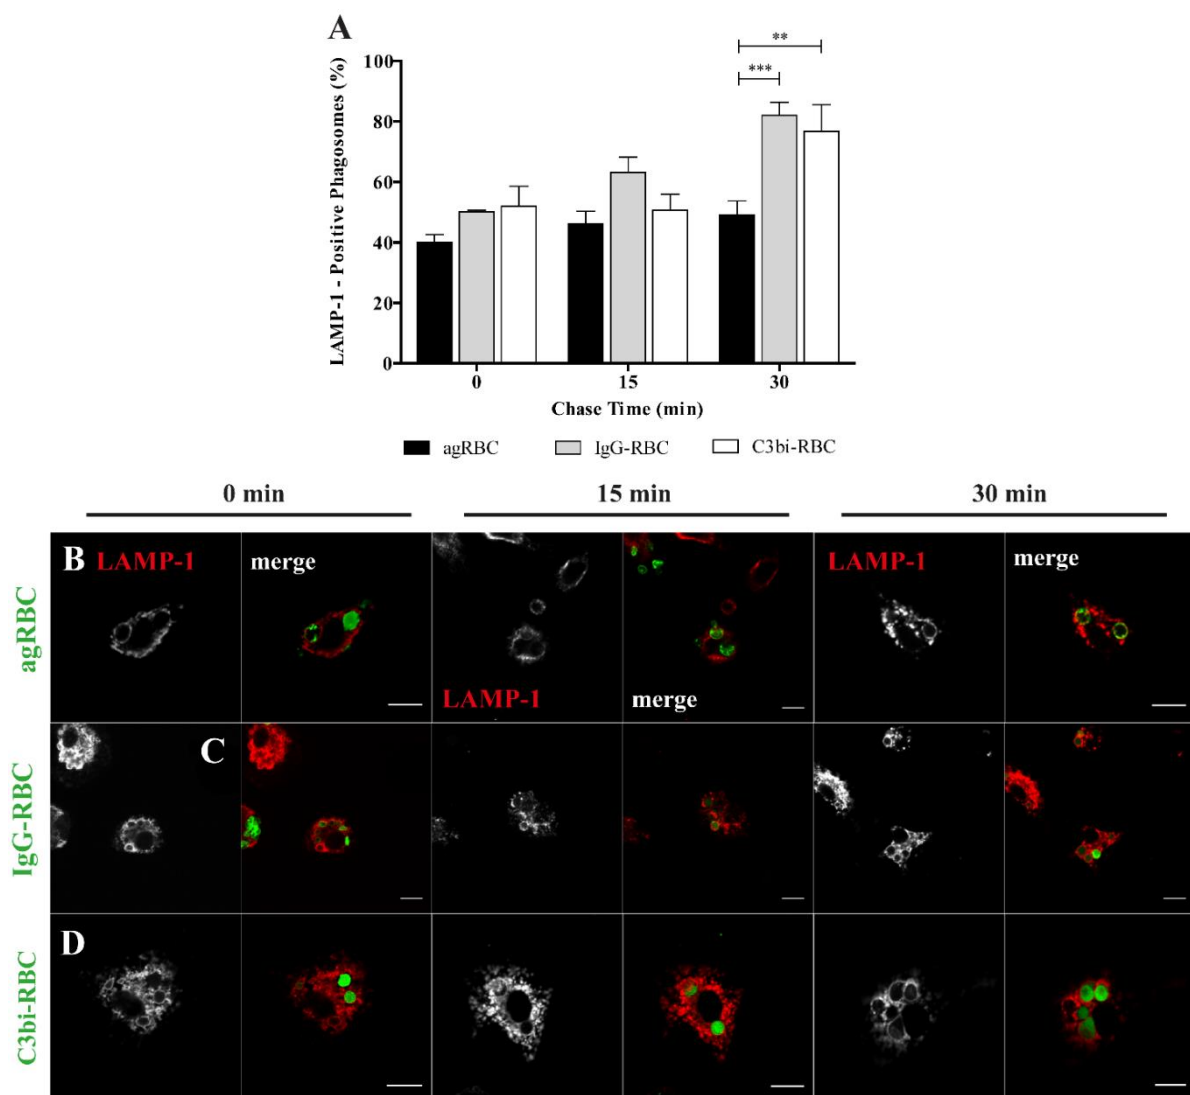 A
LAMP-1 - Positive Phagosomes (%)
100
80
60
40
20
0
**
***
0 15 30
Chase Time (min)
agRBC IgG-RBC C3bi-RBC
0 min 15 min 30 min
agRBC
B LAMP-1 merge LAMP-1 merge
LAMP-1 merge
IgG-RBC
C
C3bi-RBC
D